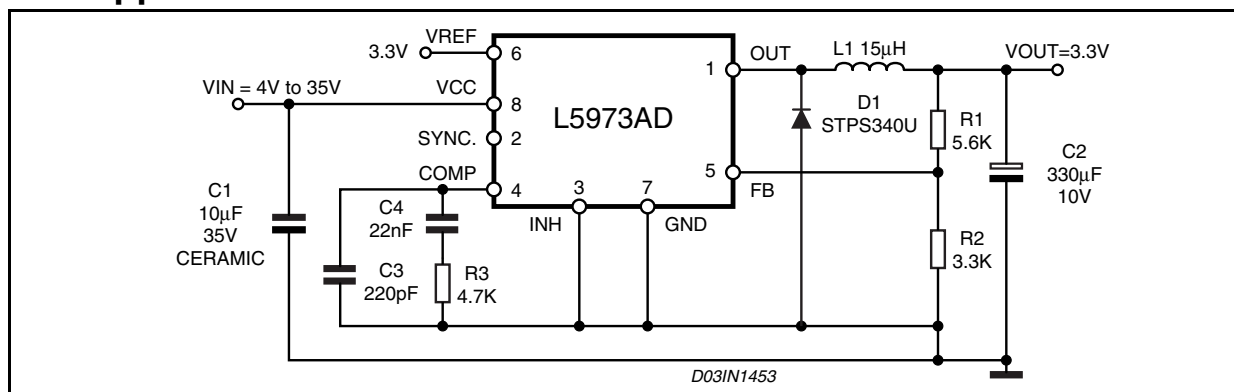 VREF
3.3V
6
VIN = 4V to 35V
VCC
8
SYNC.
2
COMP
4
L5973AD
1
OUT
L1 15μH
VOUT=3.3V
D1
STPS340U
R1
5.6K
5
FB
C2
330μF
10V
3
INH
7
GND
C1
10μF
35V
CERAMIC
C4
22nF
C3
220pF
R3
4.7K
R2
3.3K
D03IN1453